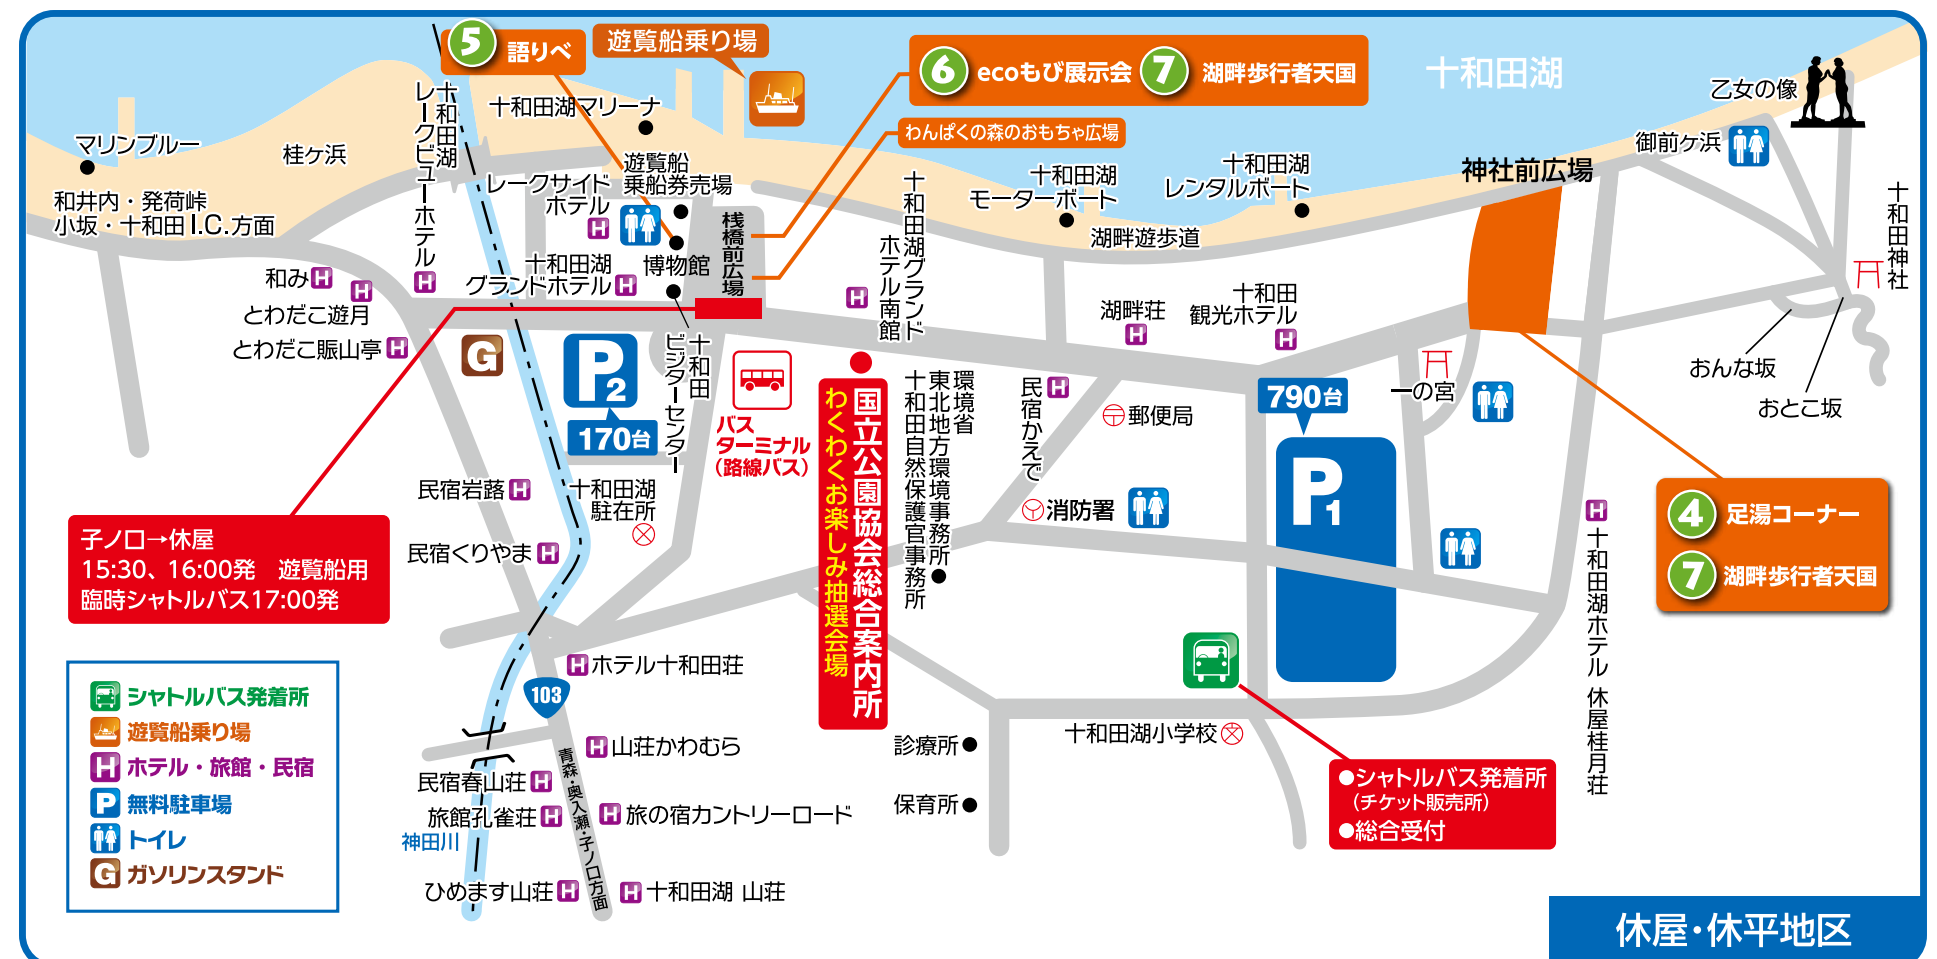 5 語りべ
遊覧船乗り場
6 ecoもび展示会 7 湖畔歩行者天国
わんぱくの森のおもちゃ広場
十和田湖
乙女の像
御前ヶ浜
神社前広場
マリンブルー
桂ヶ浜
和井内・発荷峠
小坂・十和田I.C.方面
十和田湖
レークビューホテル
十和田湖マリーナ
遊覧船
乗船券売場
レークサイド
ホテル
桟橋前広場
博物館
十和田湖
グランドホテル
十和田湖グランド
ホテル南館
十和田湖
モーターボート
十和田湖
レンタルボート
湖畔遊歩道
十和田神社
和み
とわだこ遊月
とわだこ賑山亭
湖畔荘
十和田
観光ホテル
おんな坂
おとこ坂
一の宮
G
P2
170台
十和田
ビジターセンター
バス
ターミナル
(路線バス)
国立公園協会総合案内所
わくわくお楽しみ抽選会場
環境省
東北地方環境事務所
十和田自然保護官事務所
民宿かえで
郵便局
消防署
790台
P1
4 足湯コーナー
7 湖畔歩行者天国
十和田湖ホテル 休屋桂月荘
子ノ口→休屋
15:30、16:00発 遊覧船用
臨時シャトルバス17:00発
民宿岩蕗
民宿くりやま
十和田湖
駐在所
ホテル十和田荘
103
山荘かわむら
民宿春山荘
旅館孔雀荘
旅の宿カントリーロード
神田川
青森・奥入瀬・子ノ口方面
ひめます山荘
十和田湖 山荘
診療所
保育所
十和田湖小学校
●シャトルバス発着所
(チケット販売所)
●総合受付
シャトルバス発着所
遊覧船乗り場
H ホテル・旅館・民宿
P 無料駐車場
トイレ
G ガソリンスタンド
休屋・休平地区